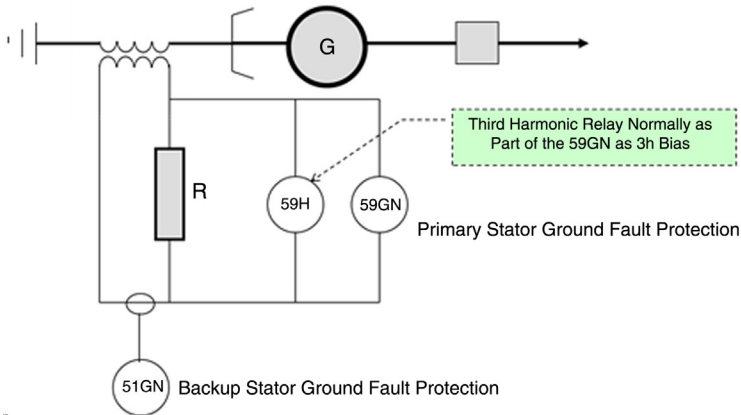 G
Third Harmonic Relay Normally as
Part of the 59GN as 3h Bias
R
59H
59GN
Primary Stator Ground Fault Protection
51GN
Backup Stator Ground Fault Protection